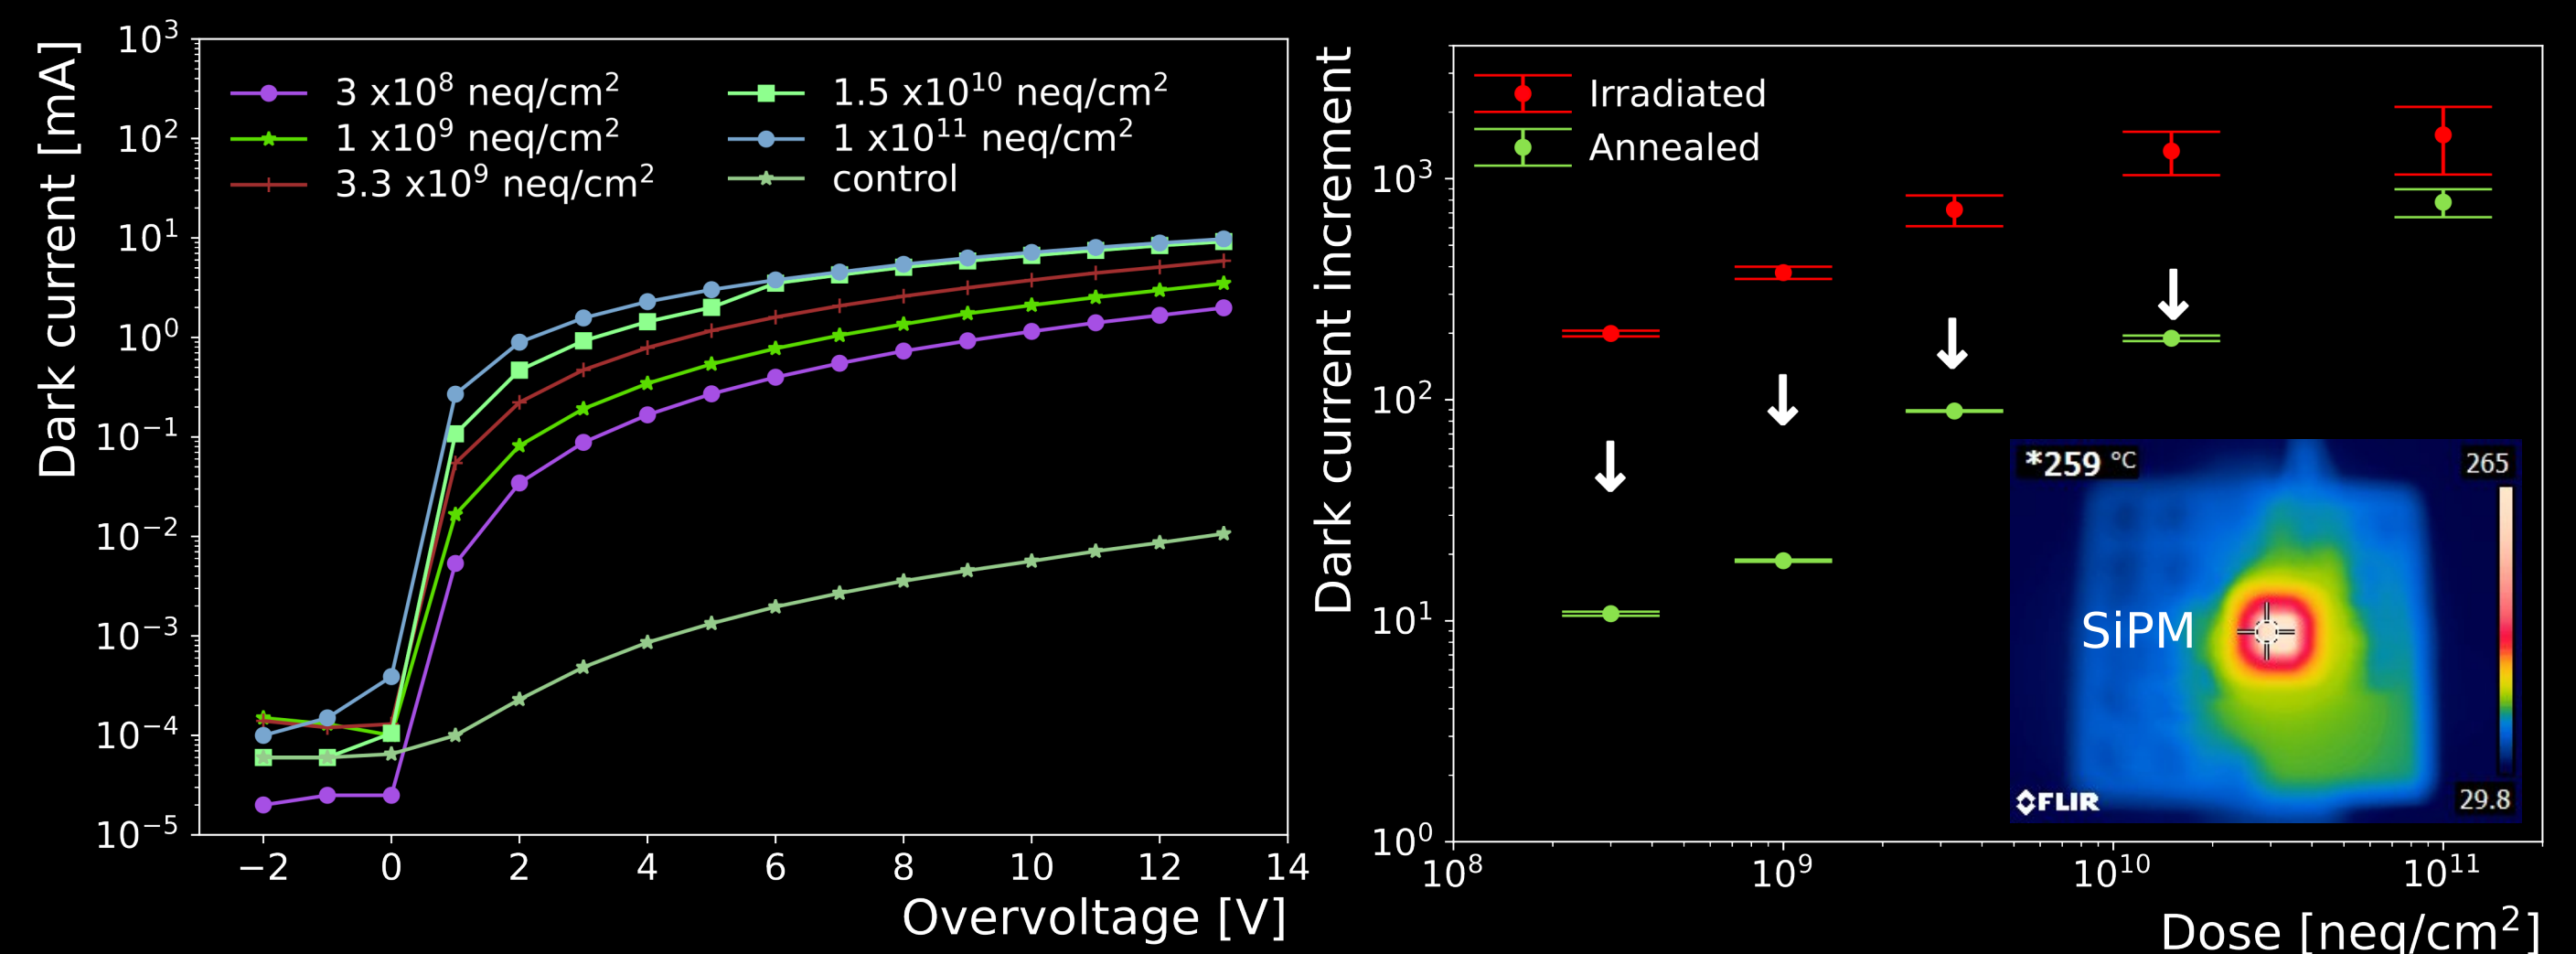 Dark current [mA]
10³
10²
10¹
10⁰
10⁻¹
10⁻²
10⁻³
10⁻⁴
10⁻⁵
3 x10⁸ neq/cm²
1 x10⁹ neq/cm²
3.3 x10⁹ neq/cm²
1.5 x10¹⁰ neq/cm²
1 x10¹¹ neq/cm²
control
−2 0 2 4 6 8 10 12 14
Overvoltage [V]
Dark current increment
10³
10²
10¹
10⁰
Irradiated
Annealed
*259 °C
265
SiPM
FLIR
29.8
10⁸ 10⁹ 10¹⁰ 10¹¹
Dose [neq/cm²]